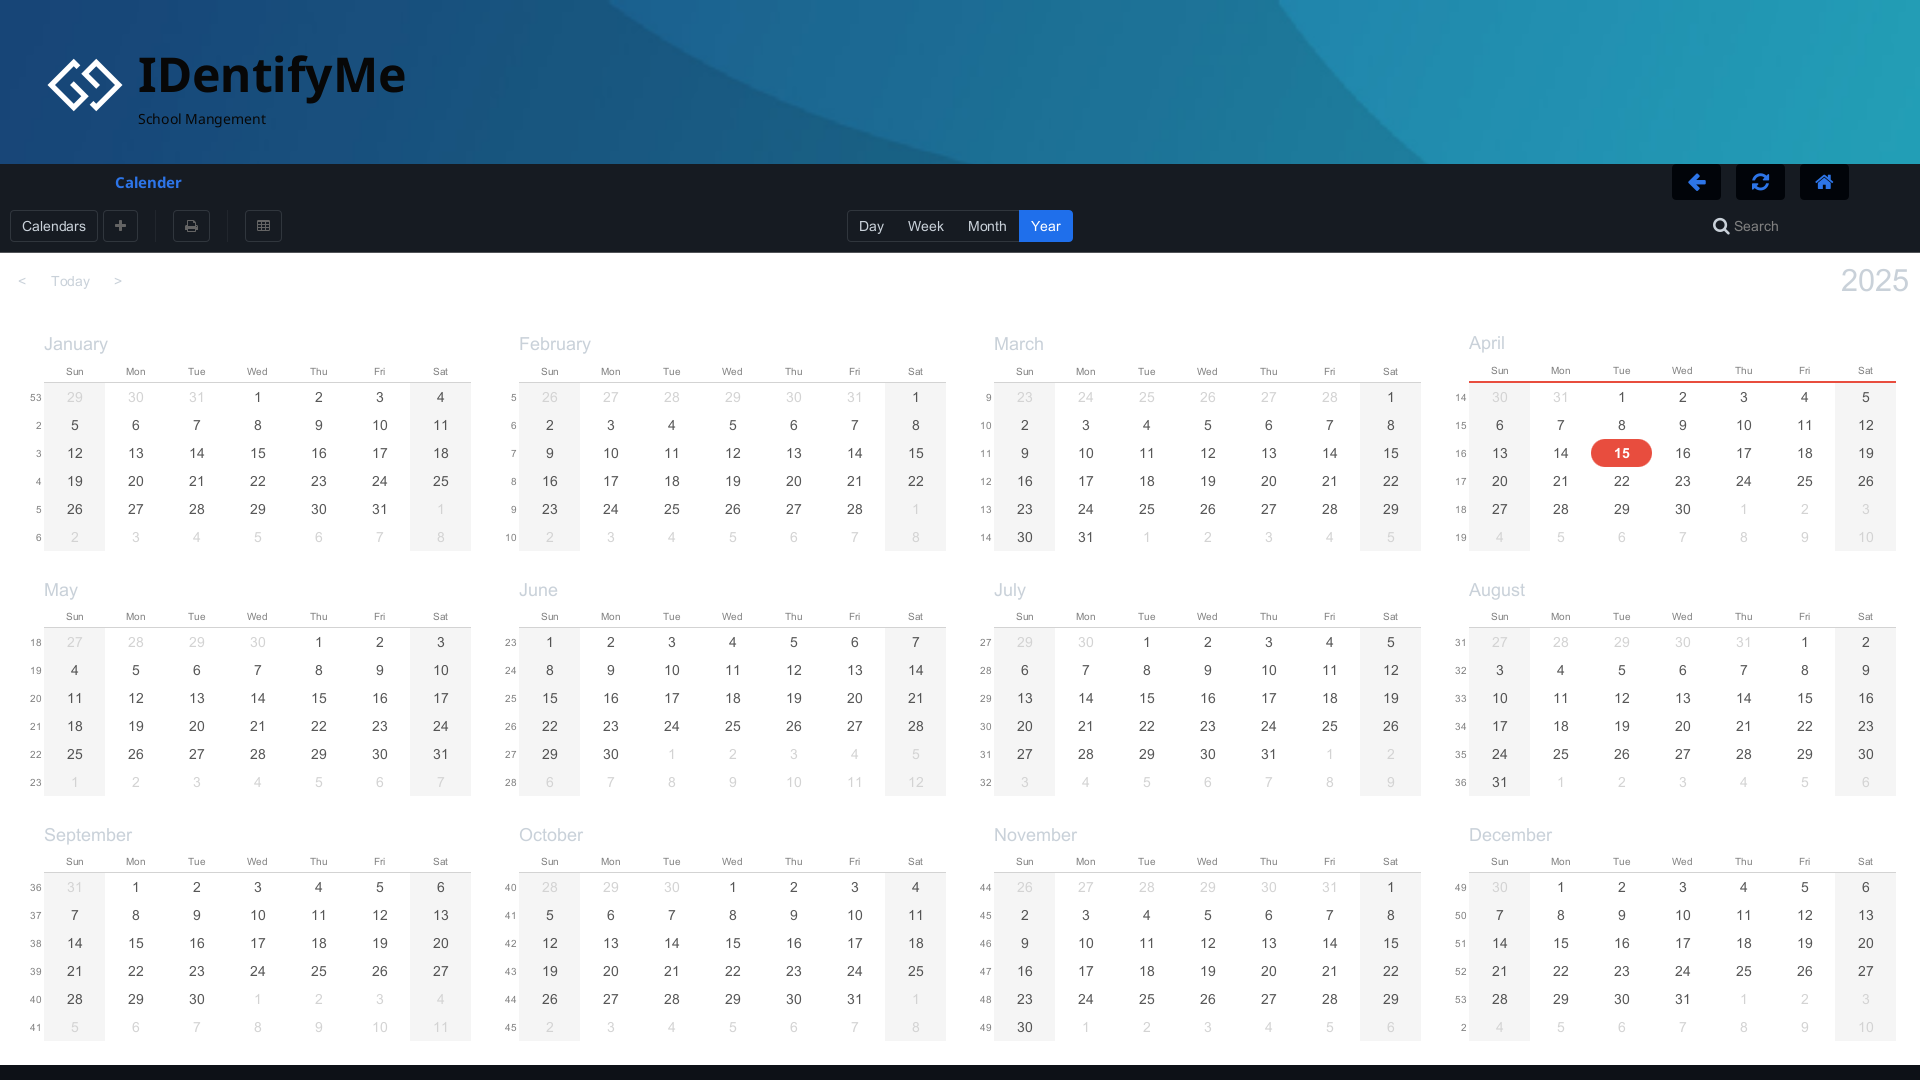 IDentifyMe
School Mangement
Calender
Calendars
Day Week Month Year
Search
< Today >
2025
January February March April
Sun Mon Tue Wed Thu Fri Sat Sun Mon Tue Wed Thu Fri Sat Sun Mon Tue Wed Thu Fri Sat Sun Mon Tue Wed Thu Fri Sat
53 29 30 31 1 2 3 4 5 26 27 28 29 30 31 1 9 23 24 25 26 27 28 1 14 30 31 1 2 3 4 5
2 5 6 7 8 9 10 11 6 2 3 4 5 6 7 8 10 2 3 4 5 6 7 8 15 6 7 8 9 10 11 12
3 12 13 14 15 16 17 18 7 9 10 11 12 13 14 15 11 9 10 11 12 13 14 15 16 13 14 15 16 17 18 19
4 19 20 21 22 23 24 25 8 16 17 18 19 20 21 22 12 16 17 18 19 20 21 22 17 20 21 22 23 24 25 26
5 26 27 28 29 30 31 1 9 23 24 25 26 27 28 1 13 23 24 25 26 27 28 29 18 27 28 29 30 1 2 3
6 2 3 4 5 6 7 8 10 2 3 4 5 6 7 8 14 30 31 1 2 3 4 5 19 4 5 6 7 8 9 10
May June July August
Sun Mon Tue Wed Thu Fri Sat Sun Mon Tue Wed Thu Fri Sat Sun Mon Tue Wed Thu Fri Sat Sun Mon Tue Wed Thu Fri Sat
18 27 28 29 30 1 2 3 23 1 2 3 4 5 6 7 27 29 30 1 2 3 4 5 31 27 28 29 30 31 1 2
19 4 5 6 7 8 9 10 24 8 9 10 11 12 13 14 28 6 7 8 9 10 11 12 32 3 4 5 6 7 8 9
20 11 12 13 14 15 16 17 25 15 16 17 18 19 20 21 29 13 14 15 16 17 18 19 33 10 11 12 13 14 15 16
21 18 19 20 21 22 23 24 26 22 23 24 25 26 27 28 30 20 21 22 23 24 25 26 34 17 18 19 20 21 22 23
22 25 26 27 28 29 30 31 27 29 30 1 2 3 4 5 31 27 28 29 30 31 1 2 35 24 25 26 27 28 29 30
23 1 2 3 4 5 6 7 28 6 7 8 9 10 11 12 32 3 4 5 6 7 8 9 36 31 1 2 3 4 5 6
September October November December
Sun Mon Tue Wed Thu Fri Sat Sun Mon Tue Wed Thu Fri Sat Sun Mon Tue Wed Thu Fri Sat Sun Mon Tue Wed Thu Fri Sat
36 31 1 2 3 4 5 6 40 28 29 30 1 2 3 4 44 26 27 28 29 30 31 1 49 30 1 2 3 4 5 6
37 7 8 9 10 11 12 13 41 5 6 7 8 9 10 11 45 2 3 4 5 6 7 8 50 7 8 9 10 11 12 13
38 14 15 16 17 18 19 20 42 12 13 14 15 16 17 18 46 9 10 11 12 13 14 15 51 14 15 16 17 18 19 20
39 21 22 23 24 25 26 27 43 19 20 21 22 23 24 25 47 16 17 18 19 20 21 22 52 21 22 23 24 25 26 27
40 28 29 30 1 2 3 4 44 26 27 28 29 30 31 1 48 23 24 25 26 27 28 29 53 28 29 30 31 1 2 3
41 5 6 7 8 9 10 11 45 2 3 4 5 6 7 8 49 30 1 2 3 4 5 6 2 4 5 6 7 8 9 10